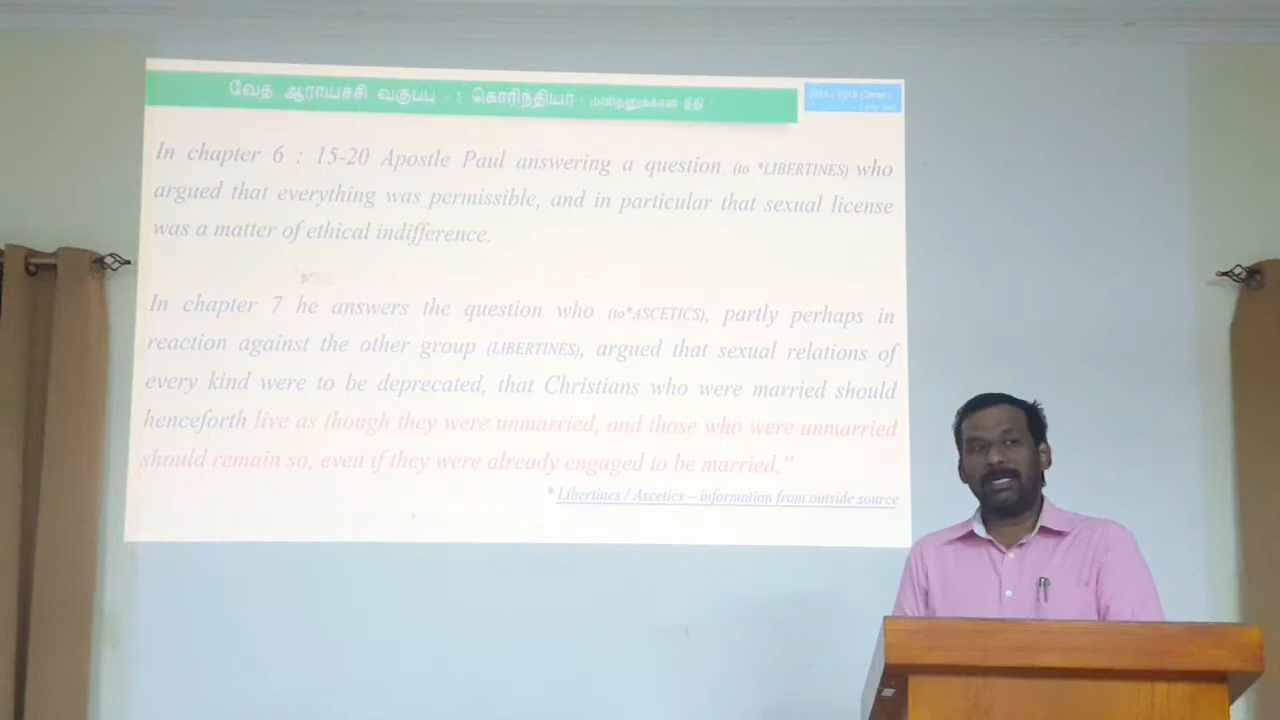 வேத ஆராய்ச்சி வகுப்பு - 1 கொரிந்தியர் : மனிதனுக்கான நீதி :
In chapter 6 : 15-20 Apostle Paul answering a question (to *LIBERTINES) who
argued that everything was permissible, and in particular that sexual license
was a matter of ethical indifference.
In chapter 7 he answers the question who (to*ASCETICS), partly perhaps in
reaction against the other group (LIBERTINES), argued that sexual relations of
every kind were to be deprecated, that Christians who were married should
henceforth live as though they were unmarried, and those who were unmarried
should remain so, even if they were already engaged to be married.”
* Libertines / Ascetics – information from outside source